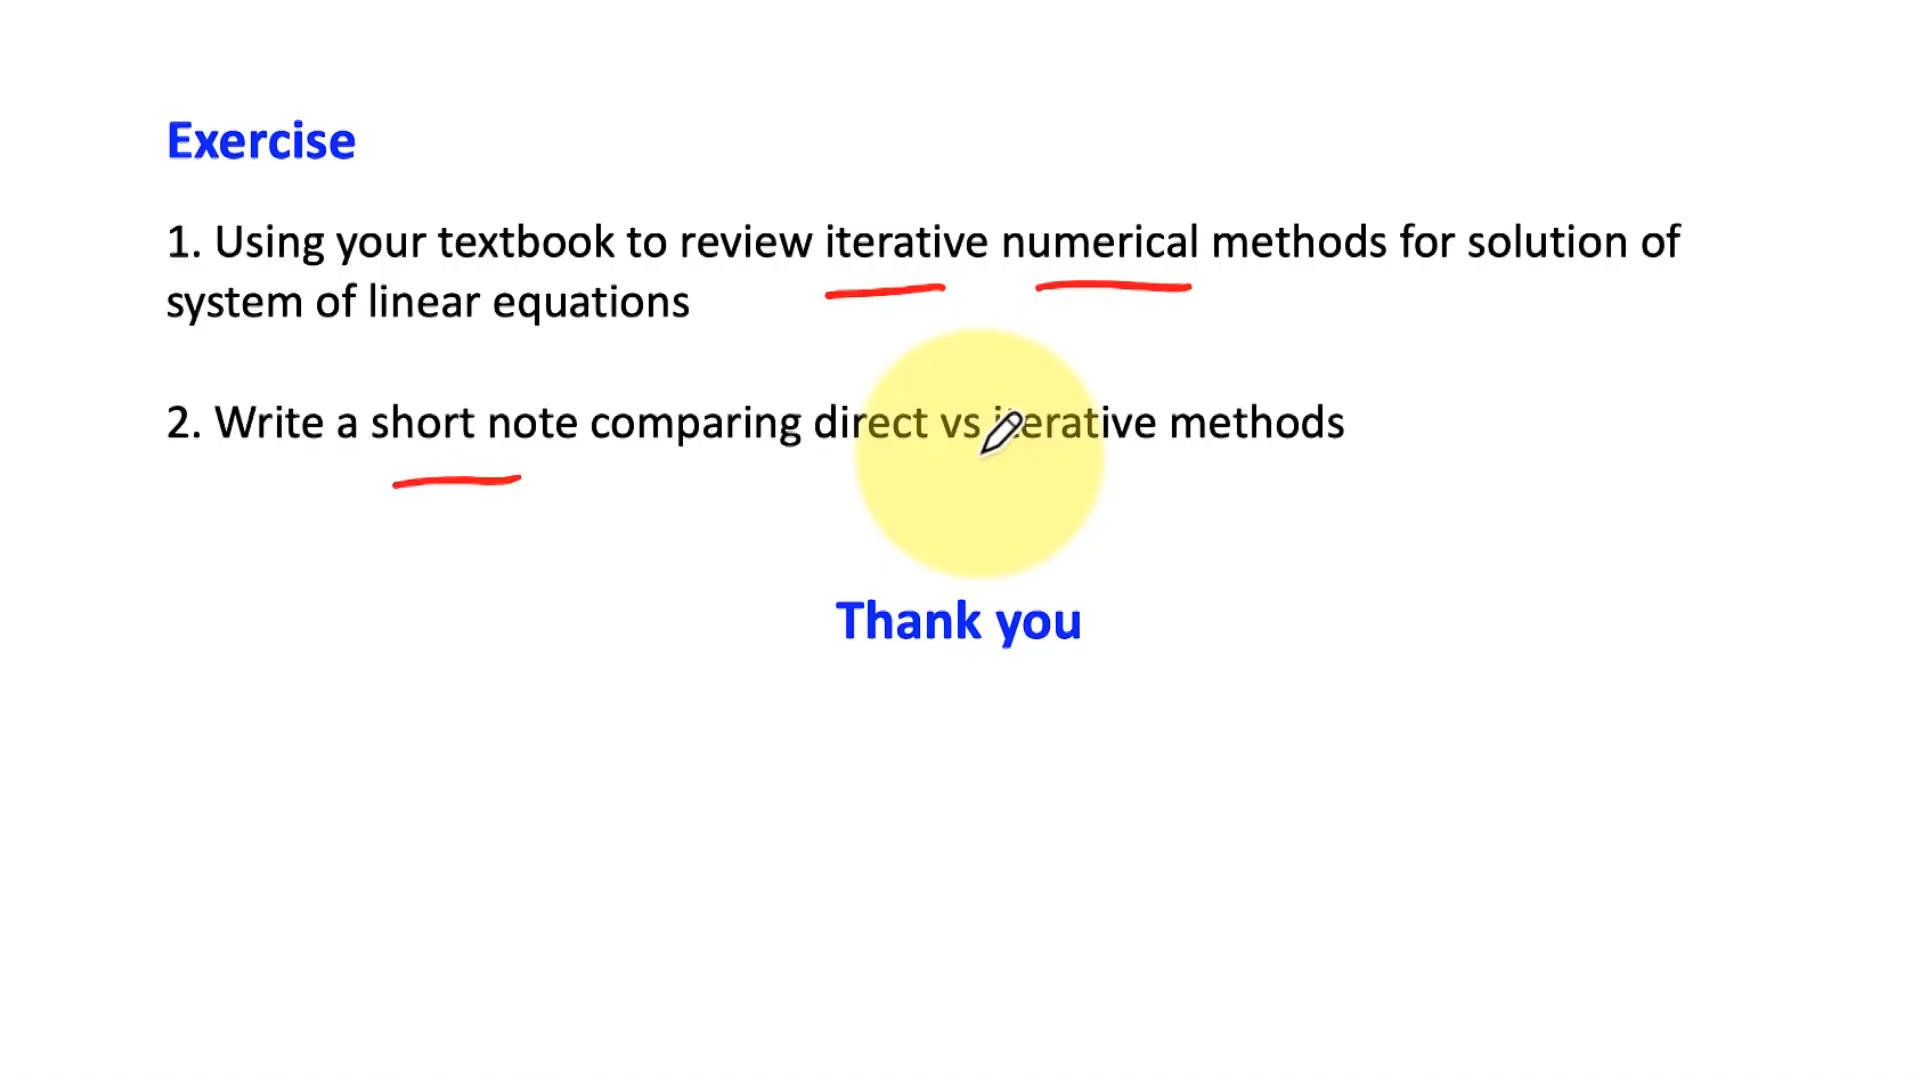 Exercise
1. Using your textbook to review iterative numerical methods for solution of
system of linear equations
2. Write a short note comparing direct vs iterative methods
Thank you